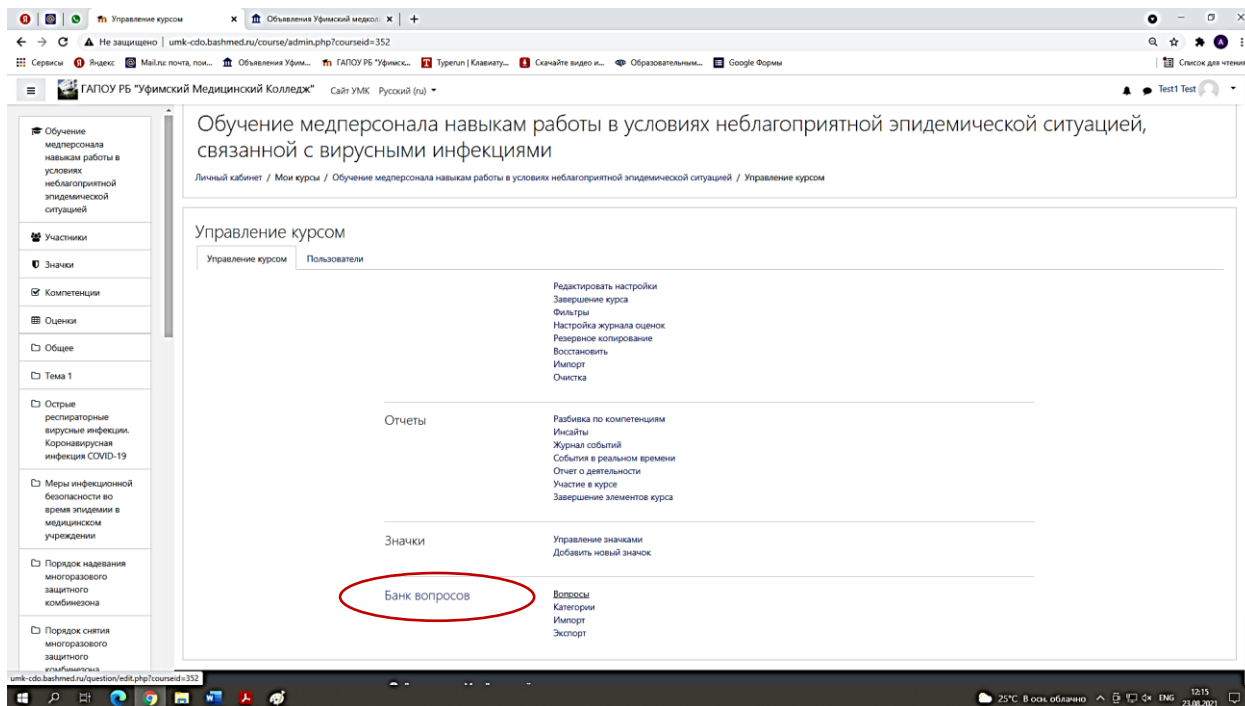 Управление курсом
Объявления Уфимский медкол
Не защищено | umk-cdo.bashmed.ru/course/admin.php?courseid=352
Сервисы Яндекс Mail.ru: почта, пои... Объявления Уфим... ГАПОУ РБ "Уфимск... Typerun | Клавиату... Скачайте видео и... Образовательным... Google Формы Список для чтения
ГАПОУ РБ "Уфимский Медицинский Колледж" Сайт УМК Русский (ru) Test1 Test
Обучение
медперсонала
навыкам работы в
условиях
неблагоприятной
эпидемической
ситуацией
Участники
Значки
Компетенции
Оценки
Общее
Тема 1
Острые
респираторные
вирусные инфекции.
Коронавирусная
инфекция COVID-19
Меры инфекционной
безопасности во
время эпидемии в
медицинском
учреждении
Порядок надевания
многоразового
защитного
комбинезона
Порядок снятия
многоразового
защитного
комбинезона
Обучение медперсонала навыкам работы в условиях неблагоприятной эпидемической ситуацией,
связанной с вирусными инфекциями
Личный кабинет / Мои курсы / Обучение медперсонала навыкам работы в условиях неблагоприятной эпидемической ситуацией / Управление курсом
Управление курсом
Управление курсом Пользователи
Редактировать настройки
Завершение курса
Фильтры
Настройка журнала оценок
Резервное копирование
Восстановить
Импорт
Очистка
Отчеты
Разбивка по компетенциям
Инсайты
Журнал событий
События в реальном времени
Отчет о деятельности
Участие в курсе
Завершение элементов курса
Значки
Управление значками
Добавить новый значок
Банк вопросов
Вопросы
Категории
Импорт
Экспорт
umk-cdo.bashmed.ru/question/edit.php?courseid=352
25°C В осн. облачно ENG 12:15
23.08.2021